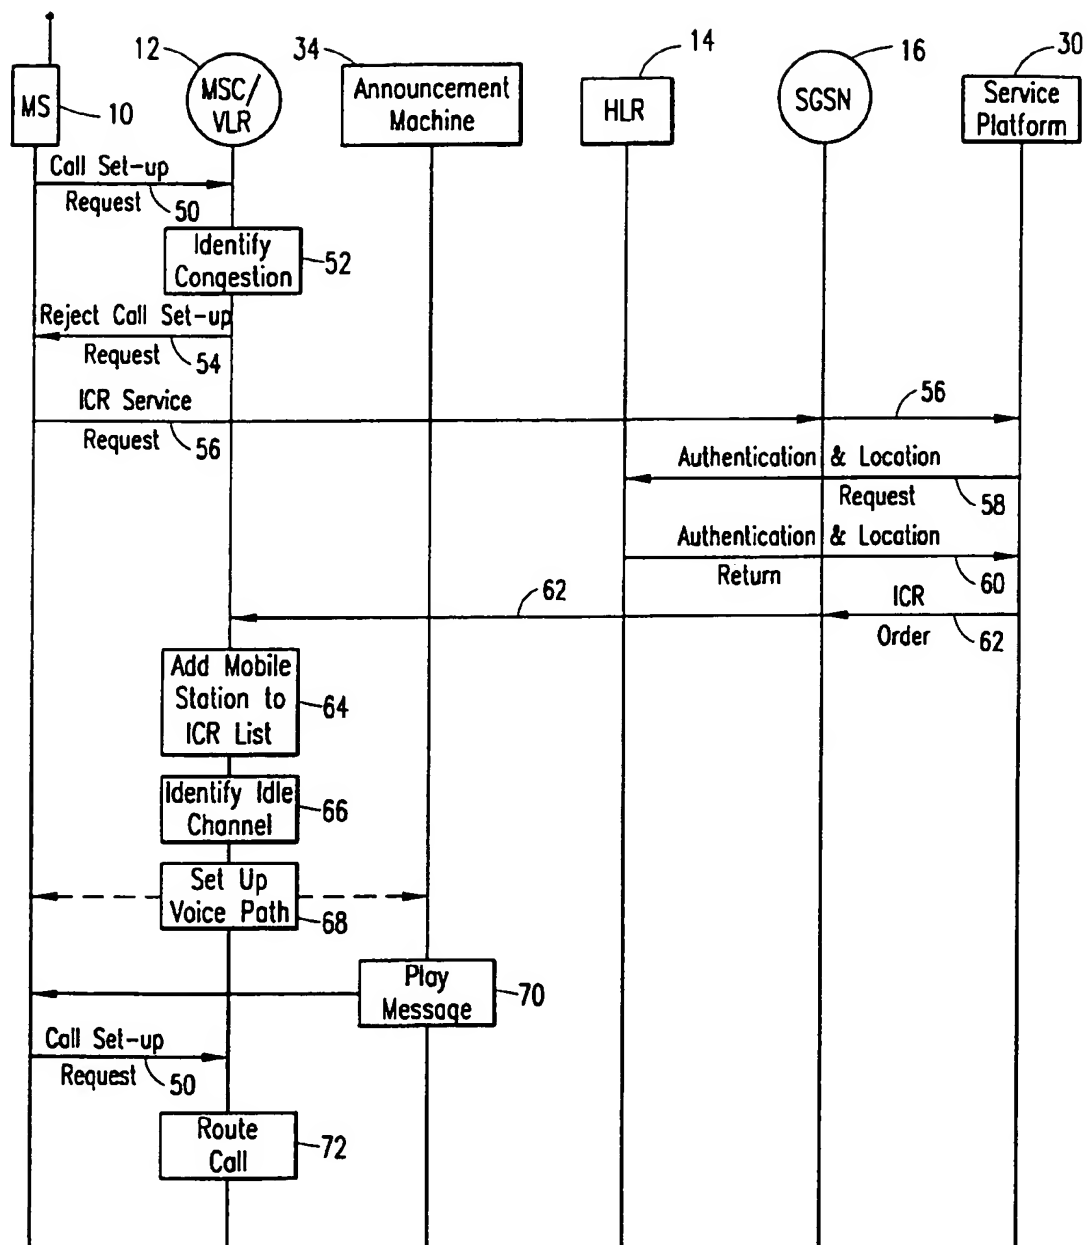 12
34
14
16
30
MS
10
MSC/
VLR
Announcement
Machine
HLR
SGSN
Service
Platform
Call Set-up
Request
50
Identify
Congestion
52
Reject Call Set-up
Request
54
ICR Service
Request
56
56
Authentication & Location
Request
58
Authentication & Location
Return
60
62
ICR
Order
62
Add Mobile
Station to
ICR List
64
Identify Idle
Channel
66
Set Up
Voice Path
68
Play
Message
70
Call Set-up
Request
50
Route
Call
72